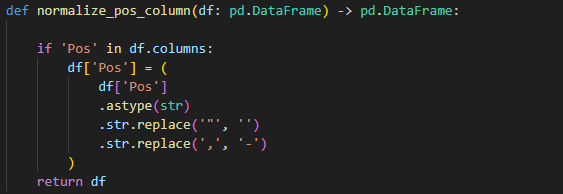 def normalize_pos_column(df: pd.DataFrame) -> pd.DataFrame:
if 'Pos' in df.columns:
df['Pos'] = (
df['Pos']
.astype(str)
.str.replace('"', '')
.str.replace(',', '-')
)
return df